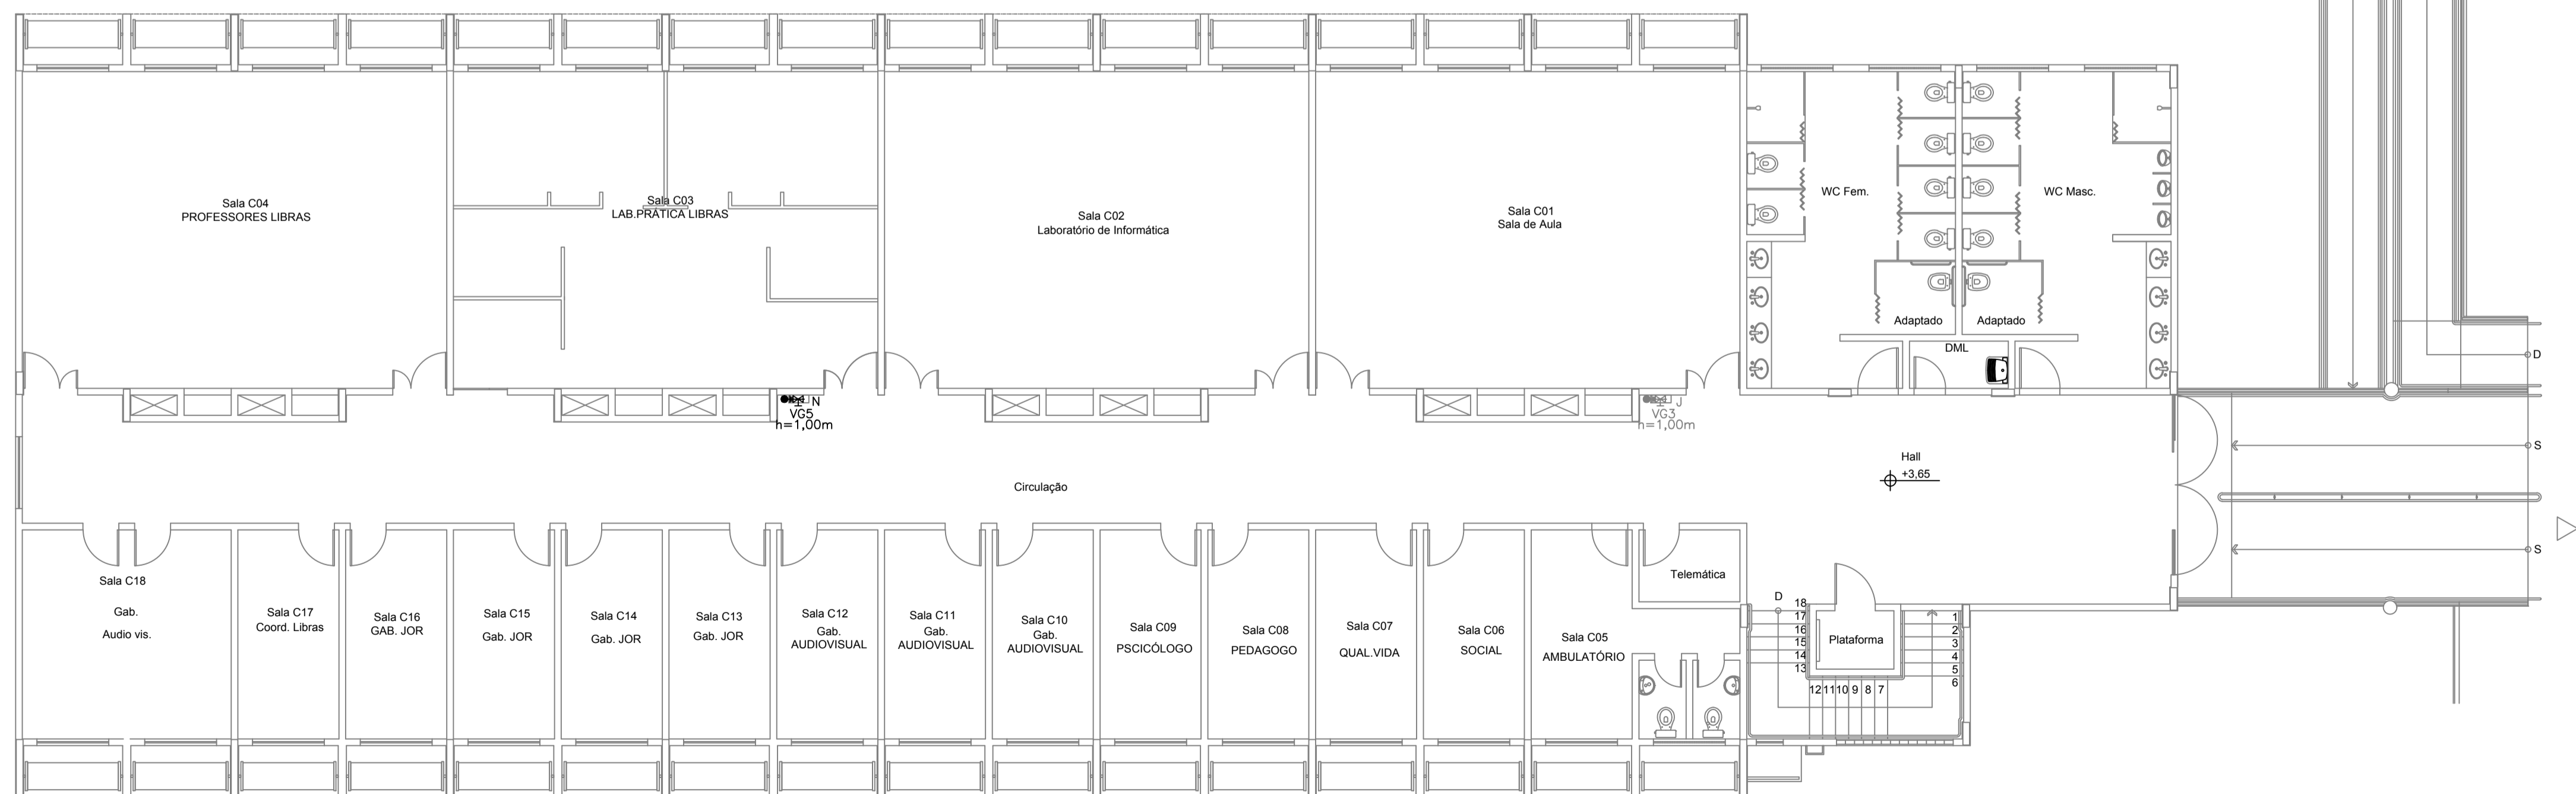 Sala C04
PROFESSORES LIBRAS
Sala C03
LAB.PRÁTICA LIBRAS
Sala C02
Laboratório de Informática
Sala C01
Sala de Aula
WC Fem.
WC Masc.
Adaptado
Adaptado
DML
D
N
VG5
h=1,00m
J
VG3
h=1,00m
S
Hall
+3,65
Circulação
S
Sala C18
Gab.
Audio vis.
Sala C17
Coord. Libras
Sala C16
GAB. JOR
Sala C15
Gab. JOR
Sala C14
Gab. JOR
Sala C13
Gab. JOR
Sala C12
Gab.
AUDIOVISUAL
Sala C11
Gab.
AUDIOVISUAL
Sala C10
Gab.
AUDIOVISUAL
Sala C09
PSCICÓLOGO
Sala C08
PEDAGOGO
Sala C07
QUAL.VIDA
Sala C06
SOCIAL
Sala C05
AMBULATÓRIO
Telemática
D
18
17
16
15
14
13
Plataforma
1
2
3
4
5
6
12 11 10 9 8 7